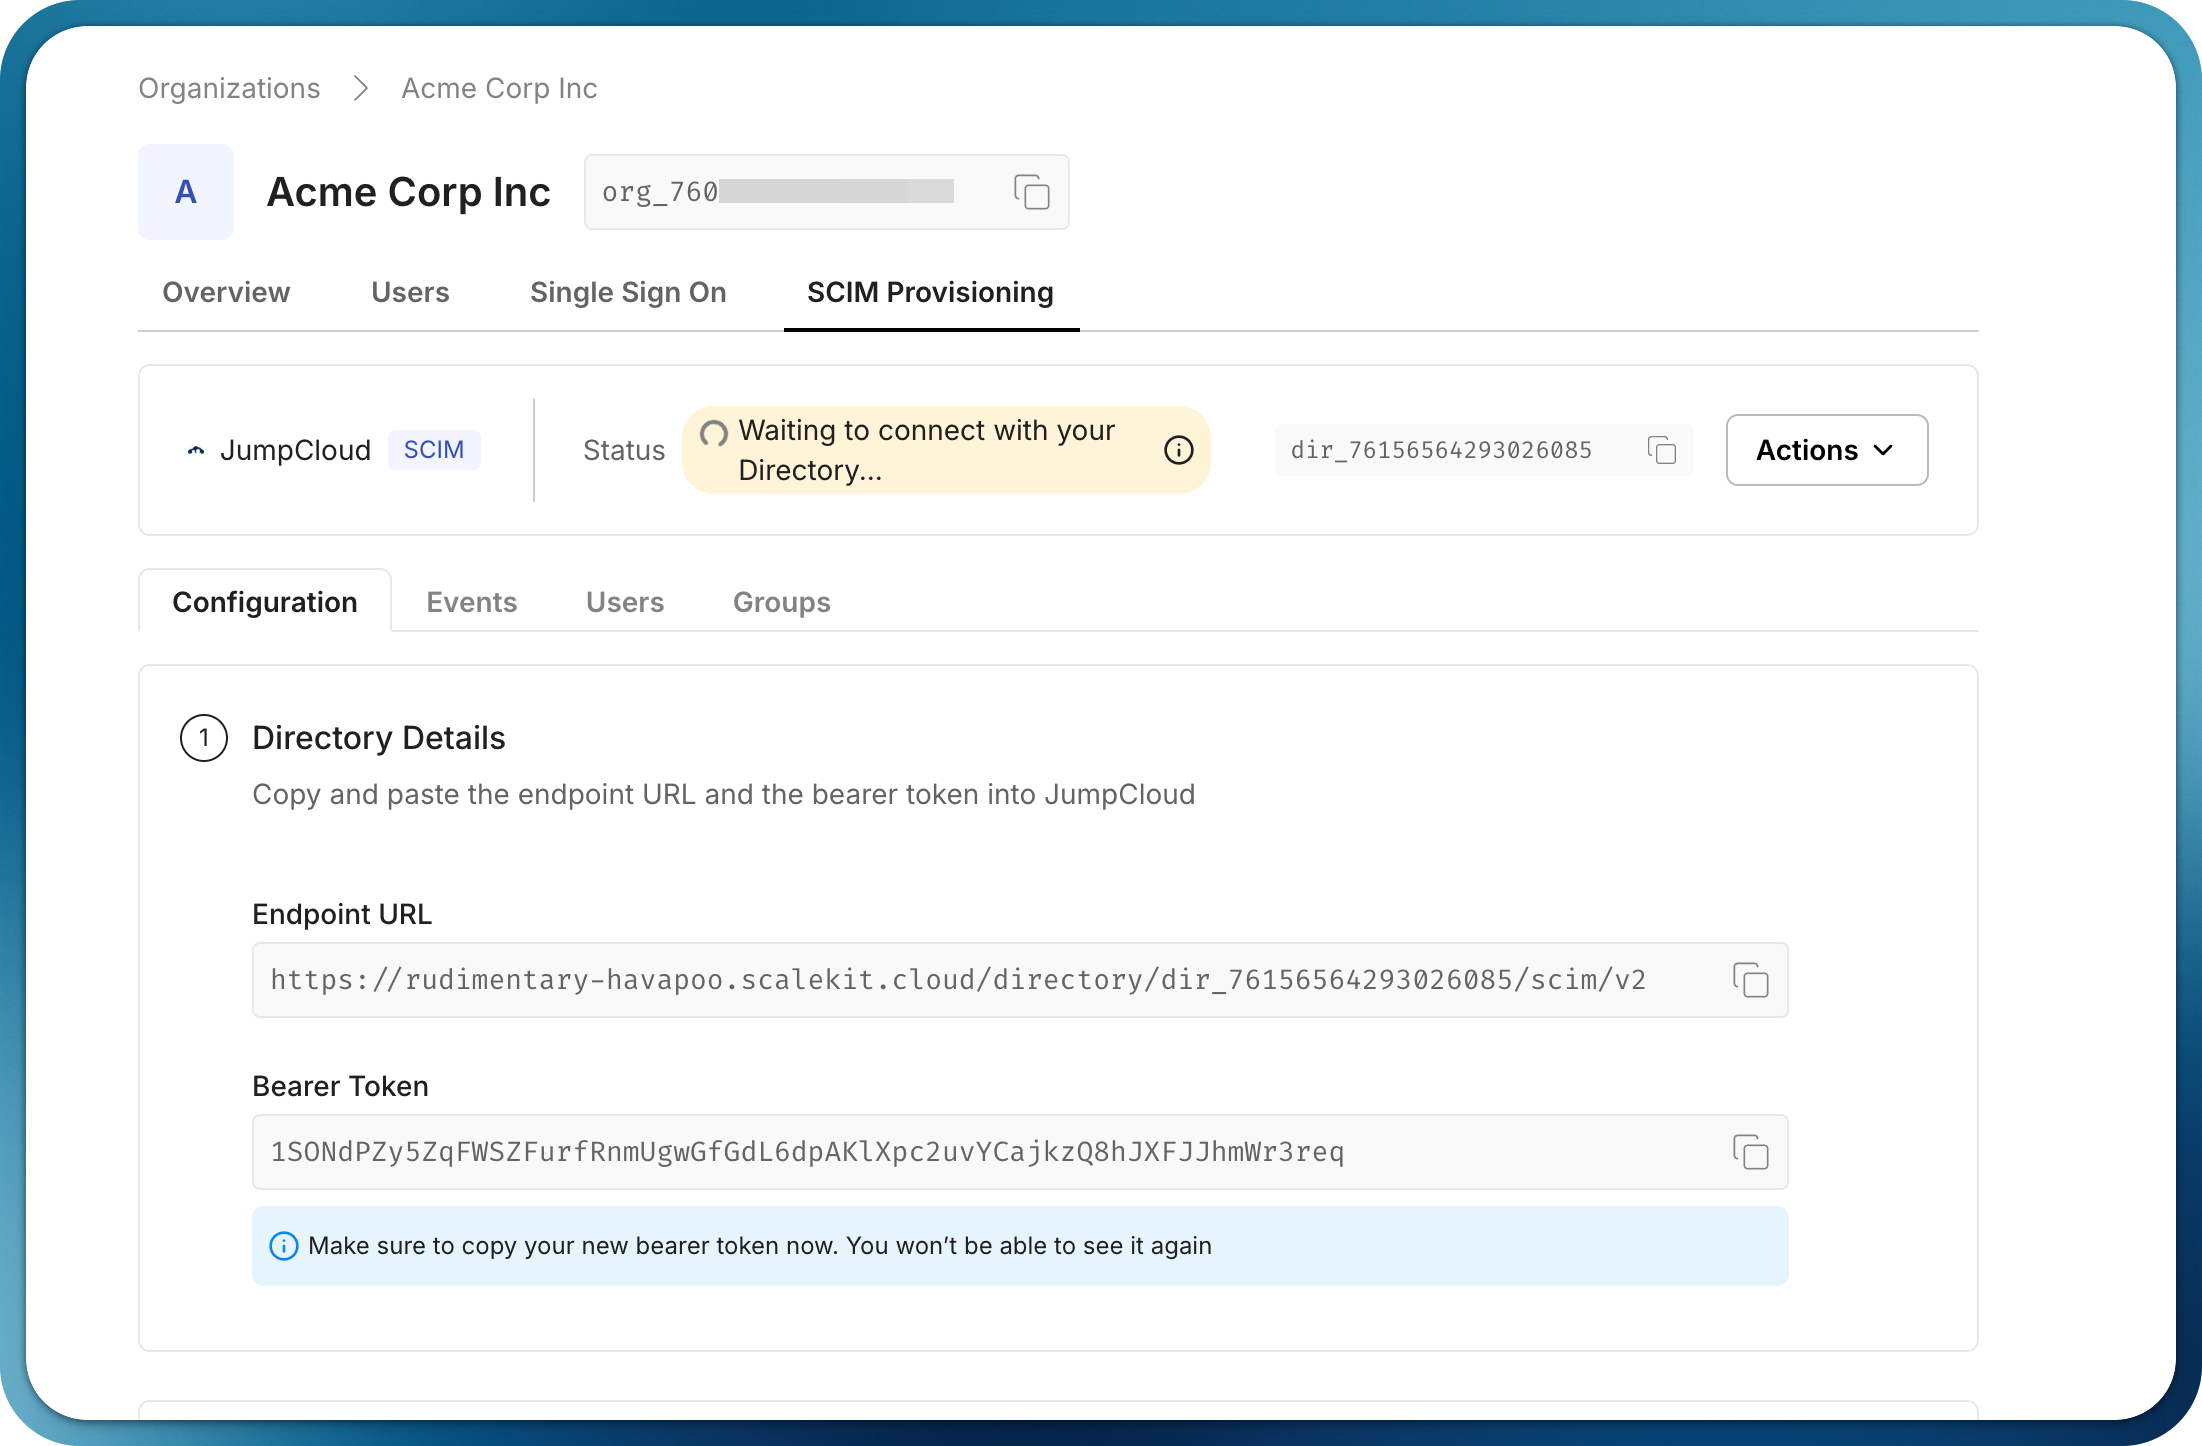 Organizations > Acme Corp Inc
A
Acme Corp Inc
org_760
Overview Users Single Sign On SCIM Provisioning
JumpCloud SCIM
Status
Waiting to connect with your
Directory...
dir_76156564293026085
Actions
Configuration Events Users Groups
1 Directory Details
Copy and paste the endpoint URL and the bearer token into JumpCloud
Endpoint URL
https://rudimentary-havapoo.scalekit.cloud/directory/dir_76156564293026085/scim/v2
Bearer Token
1SONdPZy5ZqFWSZFurfRnmUgwGfGdL6dpAKlXpc2uvYCajkzQ8hJXFJJhmWr3req
Make sure to copy your new bearer token now. You won’t be able to see it again